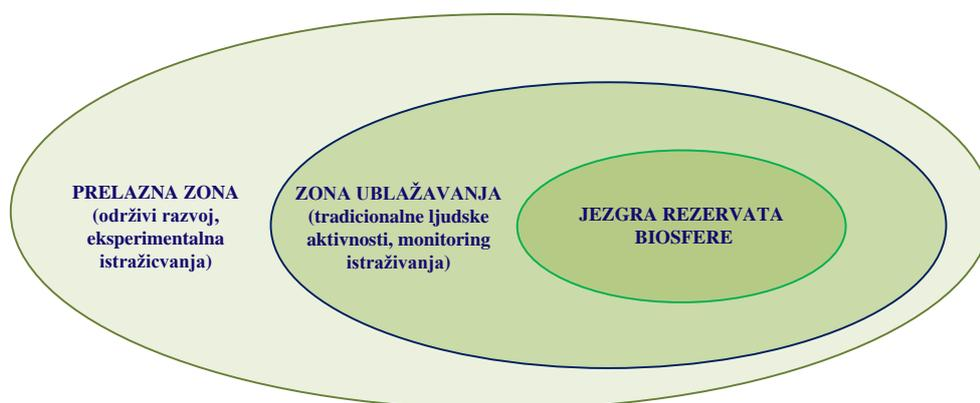 PRELAZNA ZONA
(održivi razvoj,
eksperimentalna
istražicvanja)
ZONA UBLAŽAVANJA
(tradicionalne ljudske
aktivnosti, monitoring
istraživanja)
JEZGRA REZERVATA
BIOSFERE